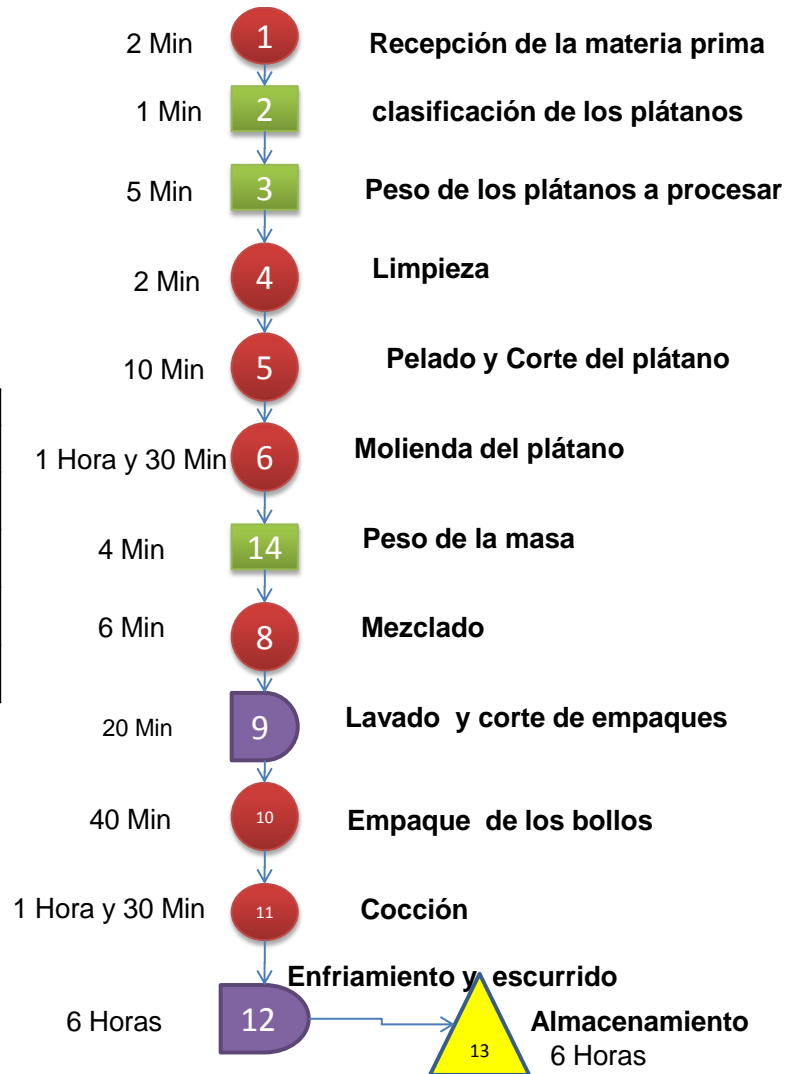 2 Min 1 Recepción de la materia prima
1 Min 2 clasificación de los plátanos
5 Min 3 Peso de los plátanos a procesar
2 Min 4 Limpieza
10 Min 5 Pelado y Corte del plátano
1 Hora y 30 Min 6 Molienda del plátano
4 Min 14 Peso de la masa
6 Min 8 Mezclado
20 Min 9 Lavado y corte de empaques
40 Min 10 Empaque de los bollos
1 Hora y 30 Min 11 Cocción
Enfriamiento y escurrido
6 Horas 12 Almacenamiento
13 6 Horas